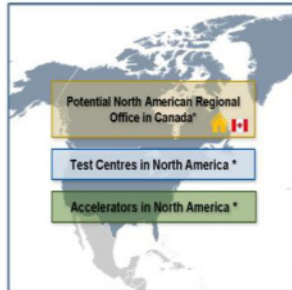 Potential North American Regional
Office in Canada*
Test Centres in North America *
Accelerators in North America *